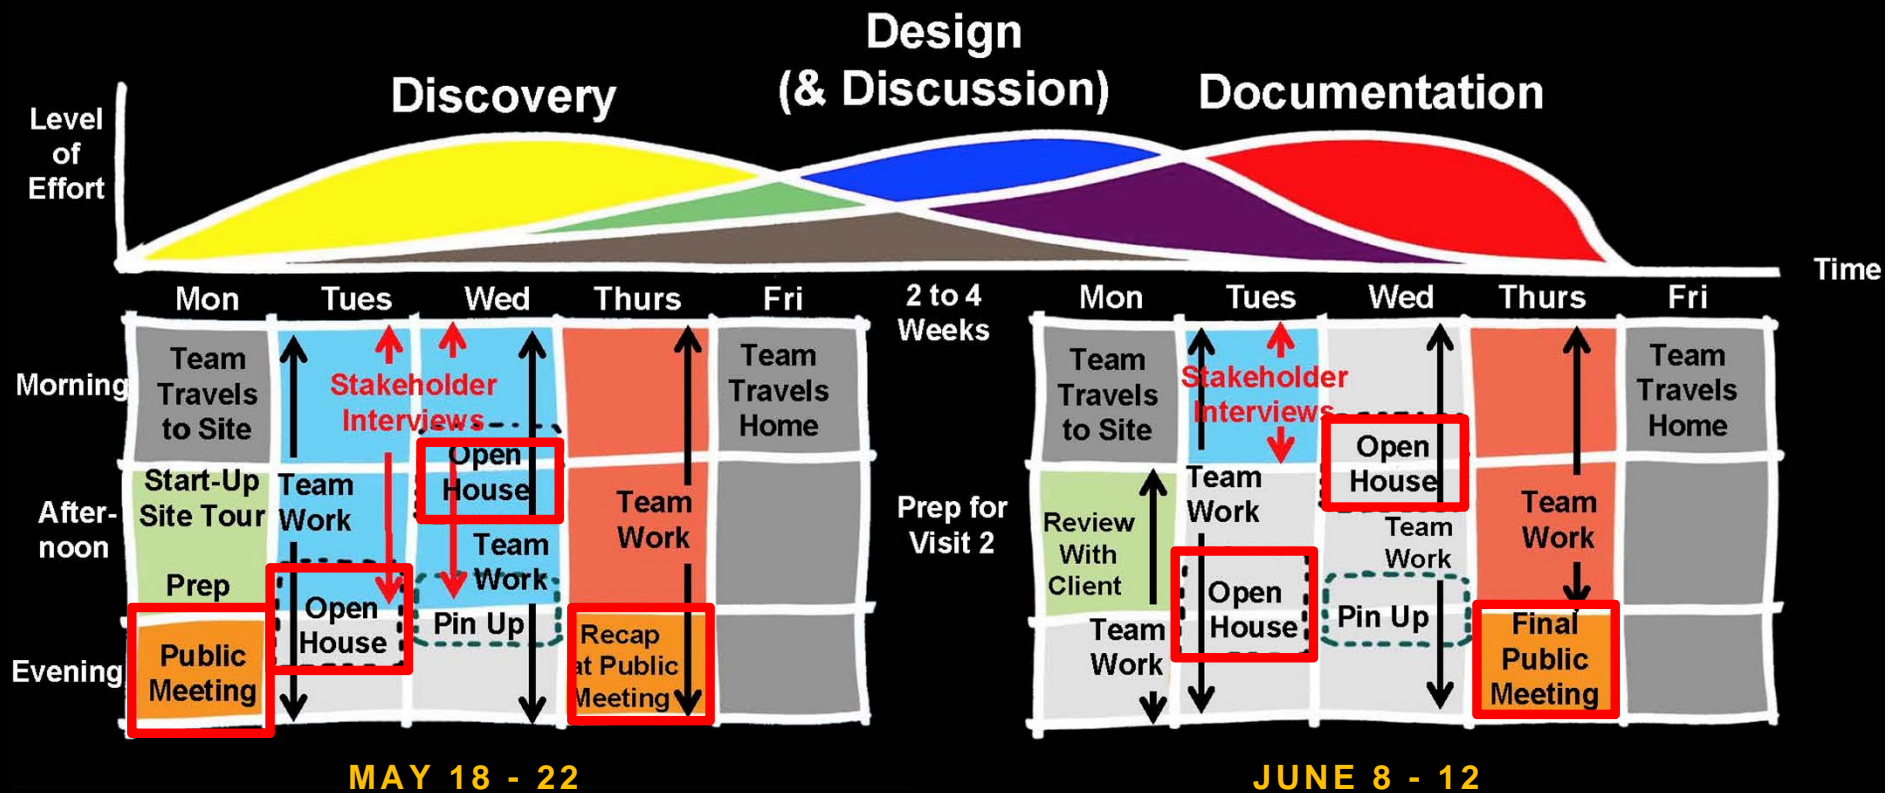 Design
(& Discussion)
Discovery
Documentation
Level
of
Effort
Time
Mon
Tues
Wed
Thurs
Fri
2 to 4
Weeks
Mon
Tues
Wed
Thurs
Fri
Morning
Team
Travels
to Site
Stakeholder
Interviews
Team
Travels
Home
Team
Travels
to Site
Stakeholder
Interviews
Open
House
Team
Travels
Home
After-
noon
Start-Up
Site Tour
Prep
Team
Work
Open
House
Team
Work
Team
Work
Prep for
Visit 2
Review
With
Client
Team
Work
Team
Work
Team
Work
Evening
Public
Meeting
Open
House
Pin Up
Recap
at Public
Meeting
Team
Work
Open
House
Pin Up
Final
Public
Meeting
MAY 18 - 22
JUNE 8 - 12